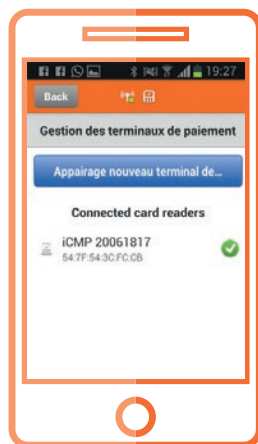 19:27
Back
Gestion des terminaux de paiement
Appairage nouveau terminal de...
Connected card readers
iCMP 20061817
54:7F:54:3C:FC:CB